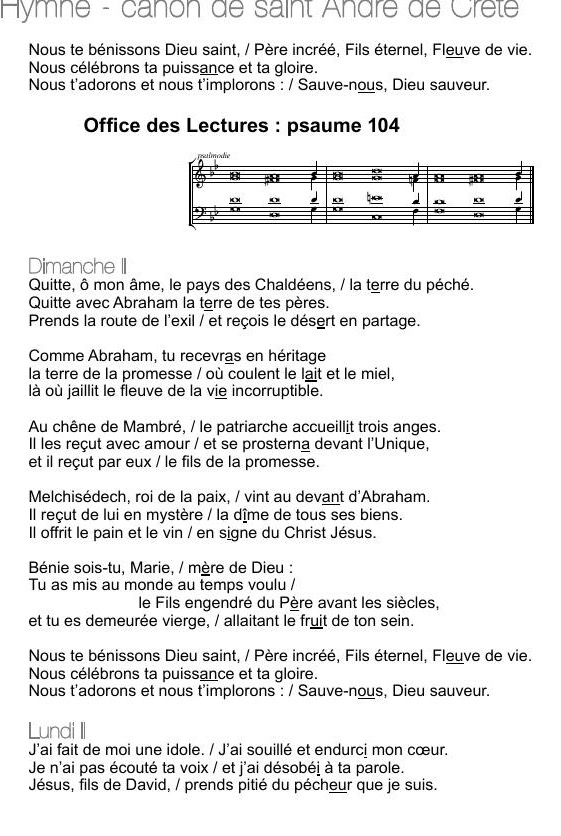 Hymne - canon de saint André de Crète
Nous te bénissons Dieu saint, / Père incréé, Fils éternel, Fleuve de vie.
Nous célébrons ta puissance et ta gloire.
Nous t’adorons et nous t’implorons : / Sauve-nous, Dieu sauveur.
Office des Lectures : psaume 104
psalmodie
Dimanche II
Quitte, ô mon âme, le pays des Chaldéens, / la terre du péché.
Quitte avec Abraham la terre de tes pères.
Prends la route de l’exil / et reçois le désert en partage.
Comme Abraham, tu recevras en héritage
la terre de la promesse / où coulent le lait et le miel,
là où jaillit le fleuve de la vie incorruptible.
Au chêne de Mambré, / le patriarche accueillit trois anges.
Il les reçut avec amour / et se prosterna devant l’Unique,
et il reçut par eux / le fils de la promesse.
Melchisédech, roi de la paix, / vint au devant d’Abraham.
Il reçut de lui en mystère / la dîme de tous ses biens.
Il offrit le pain et le vin / en signe du Christ Jésus.
Bénie sois-tu, Marie, / mère de Dieu :
Tu as mis au monde au temps voulu /
le Fils engendré du Père avant les siècles,
et tu es demeurée vierge, / allaitant le fruit de ton sein.
Nous te bénissons Dieu saint, / Père incréé, Fils éternel, Fleuve de vie.
Nous célébrons ta puissance et ta gloire.
Nous t’adorons et nous t’implorons : / Sauve-nous, Dieu sauveur.
Lundi II
J’ai fait de moi une idole. / J’ai souillé et endurci mon cœur.
Je n’ai pas écouté ta voix / et j’ai désobéi à ta parole.
Jésus, fils de David, / prends pitié du pécheur que je suis.